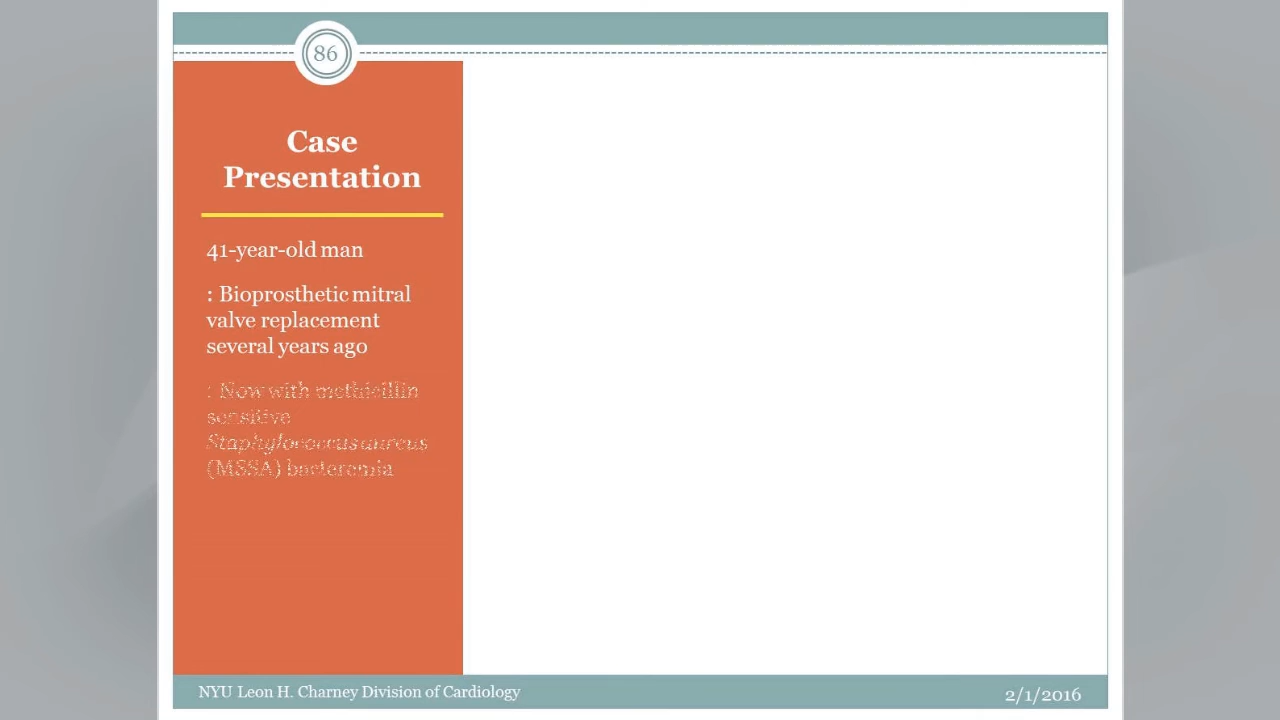 86
Case
Presentation
41-year-old man
: Bioprosthetic mitral
valve replacement
several years ago
: Now with methicillin
sensitive
Staphylococcus aureus
(MSSA) bacteremia
NYU Leon H. Charney Division of Cardiology
2/1/2016